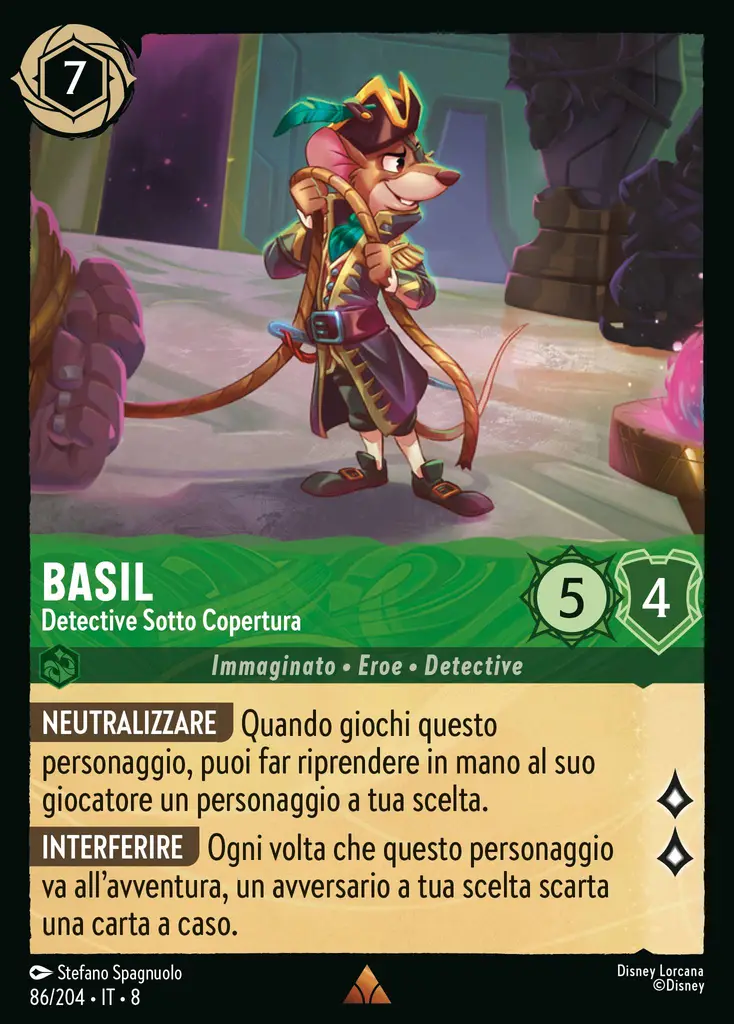 7
BASIL
Detective Sotto Copertura
5
4
Immaginato • Eroe • Detective
NEUTRALIZZARE Quando giochi questo
personaggio, puoi far riprendere in mano al suo
giocatore un personaggio a tua scelta.
INTERFERIRE Ogni volta che questo personaggio
va all'avventura, un avversario a tua scelta scarta
una carta a caso.
Stefano Spagnuolo
86/204 • IT • 8
Disney Lorcana
©Disney